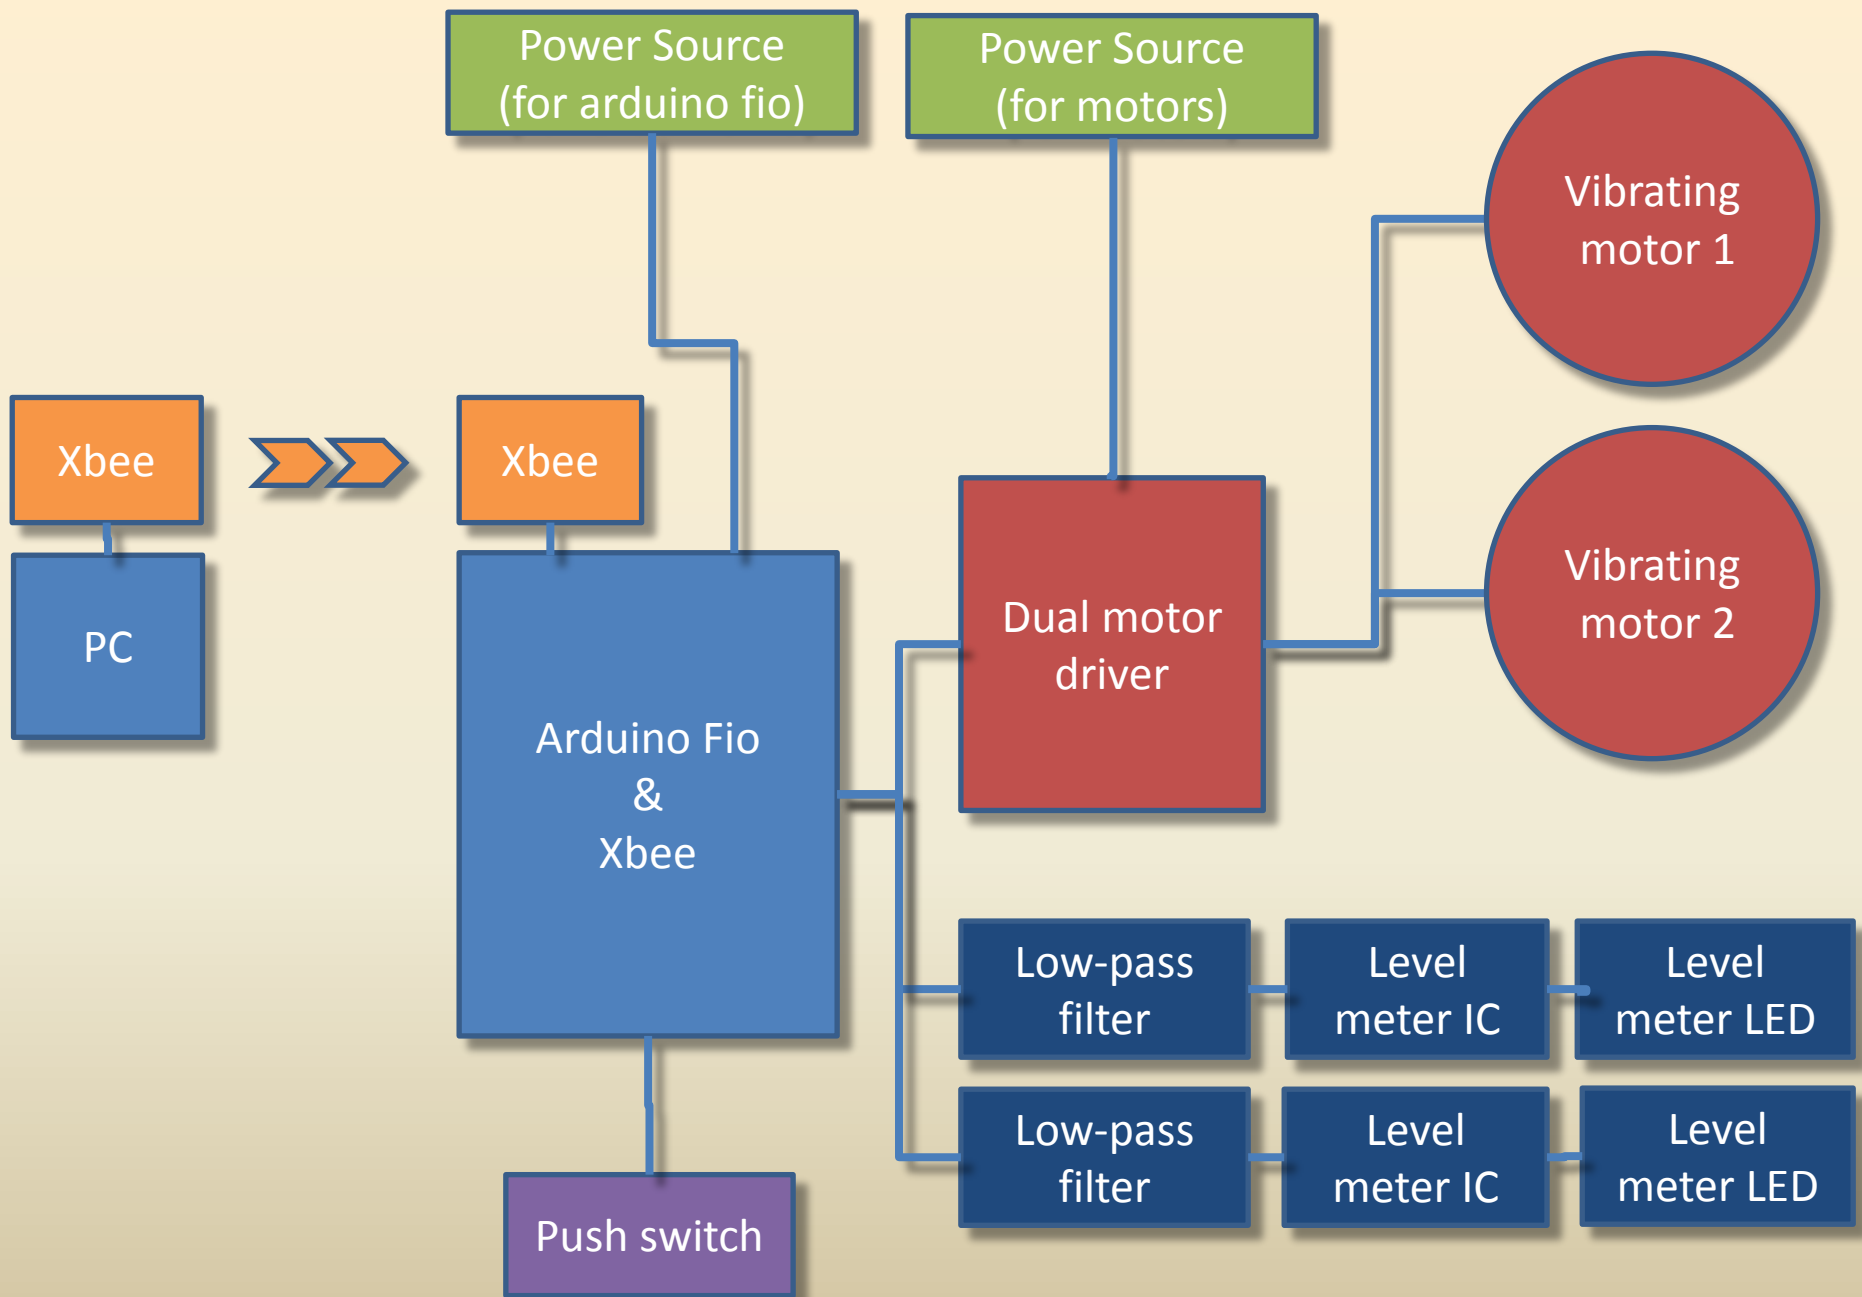 Power Source
(for arduino fio)
Power Source
(for motors)
Vibrating
motor 1
Xbee
Xbee
Vibrating
motor 2
PC
Dual motor
driver
Arduino Fio
&
Xbee
Low-pass
filter
Level
meter IC
Level
meter LED
Low-pass
filter
Level
meter IC
Level
meter LED
Push switch